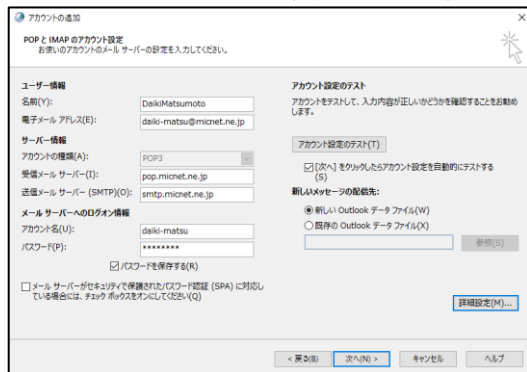 アカウントの追加
POP と IMAP のアカウント設定
お使いのアカウントのメール サーバーの設定を入力してください。
ユーザー情報
名前(Y):
DaikiMatsumoto
電子メール アドレス(E):
daiki-matsu@micnet.ne.jp
サーバー情報
アカウントの種類(A):
POP3
受信メール サーバー(I):
pop.micnet.ne.jp
送信メール サーバー (SMTP)(O):
smtp.micnet.ne.jp
メール サーバーへのログオン情報
アカウント名(U):
daiki-matsu
パスワード(P):
********
パスワードを保存する(R)
メール サーバーがセキュリティで保護されたパスワード認証 (SPA) に対応し
ている場合には、チェック ボックスをオンにしてください(Q)
アカウント設定のテスト
アカウントをテストして、入力内容が正しいかどうかを確認することをお勧め
します。
アカウント設定のテスト(T)
[次へ] をクリックしたらアカウント設定を自動的にテストする
(S)
新しいメッセージの配信先:
新しい Outlook データ ファイル(W)
既存の Outlook データ ファイル(X)
参照(S)
詳細設定(M)...
< 戻る(B)
次へ(N) >
キャンセル
ヘルプ